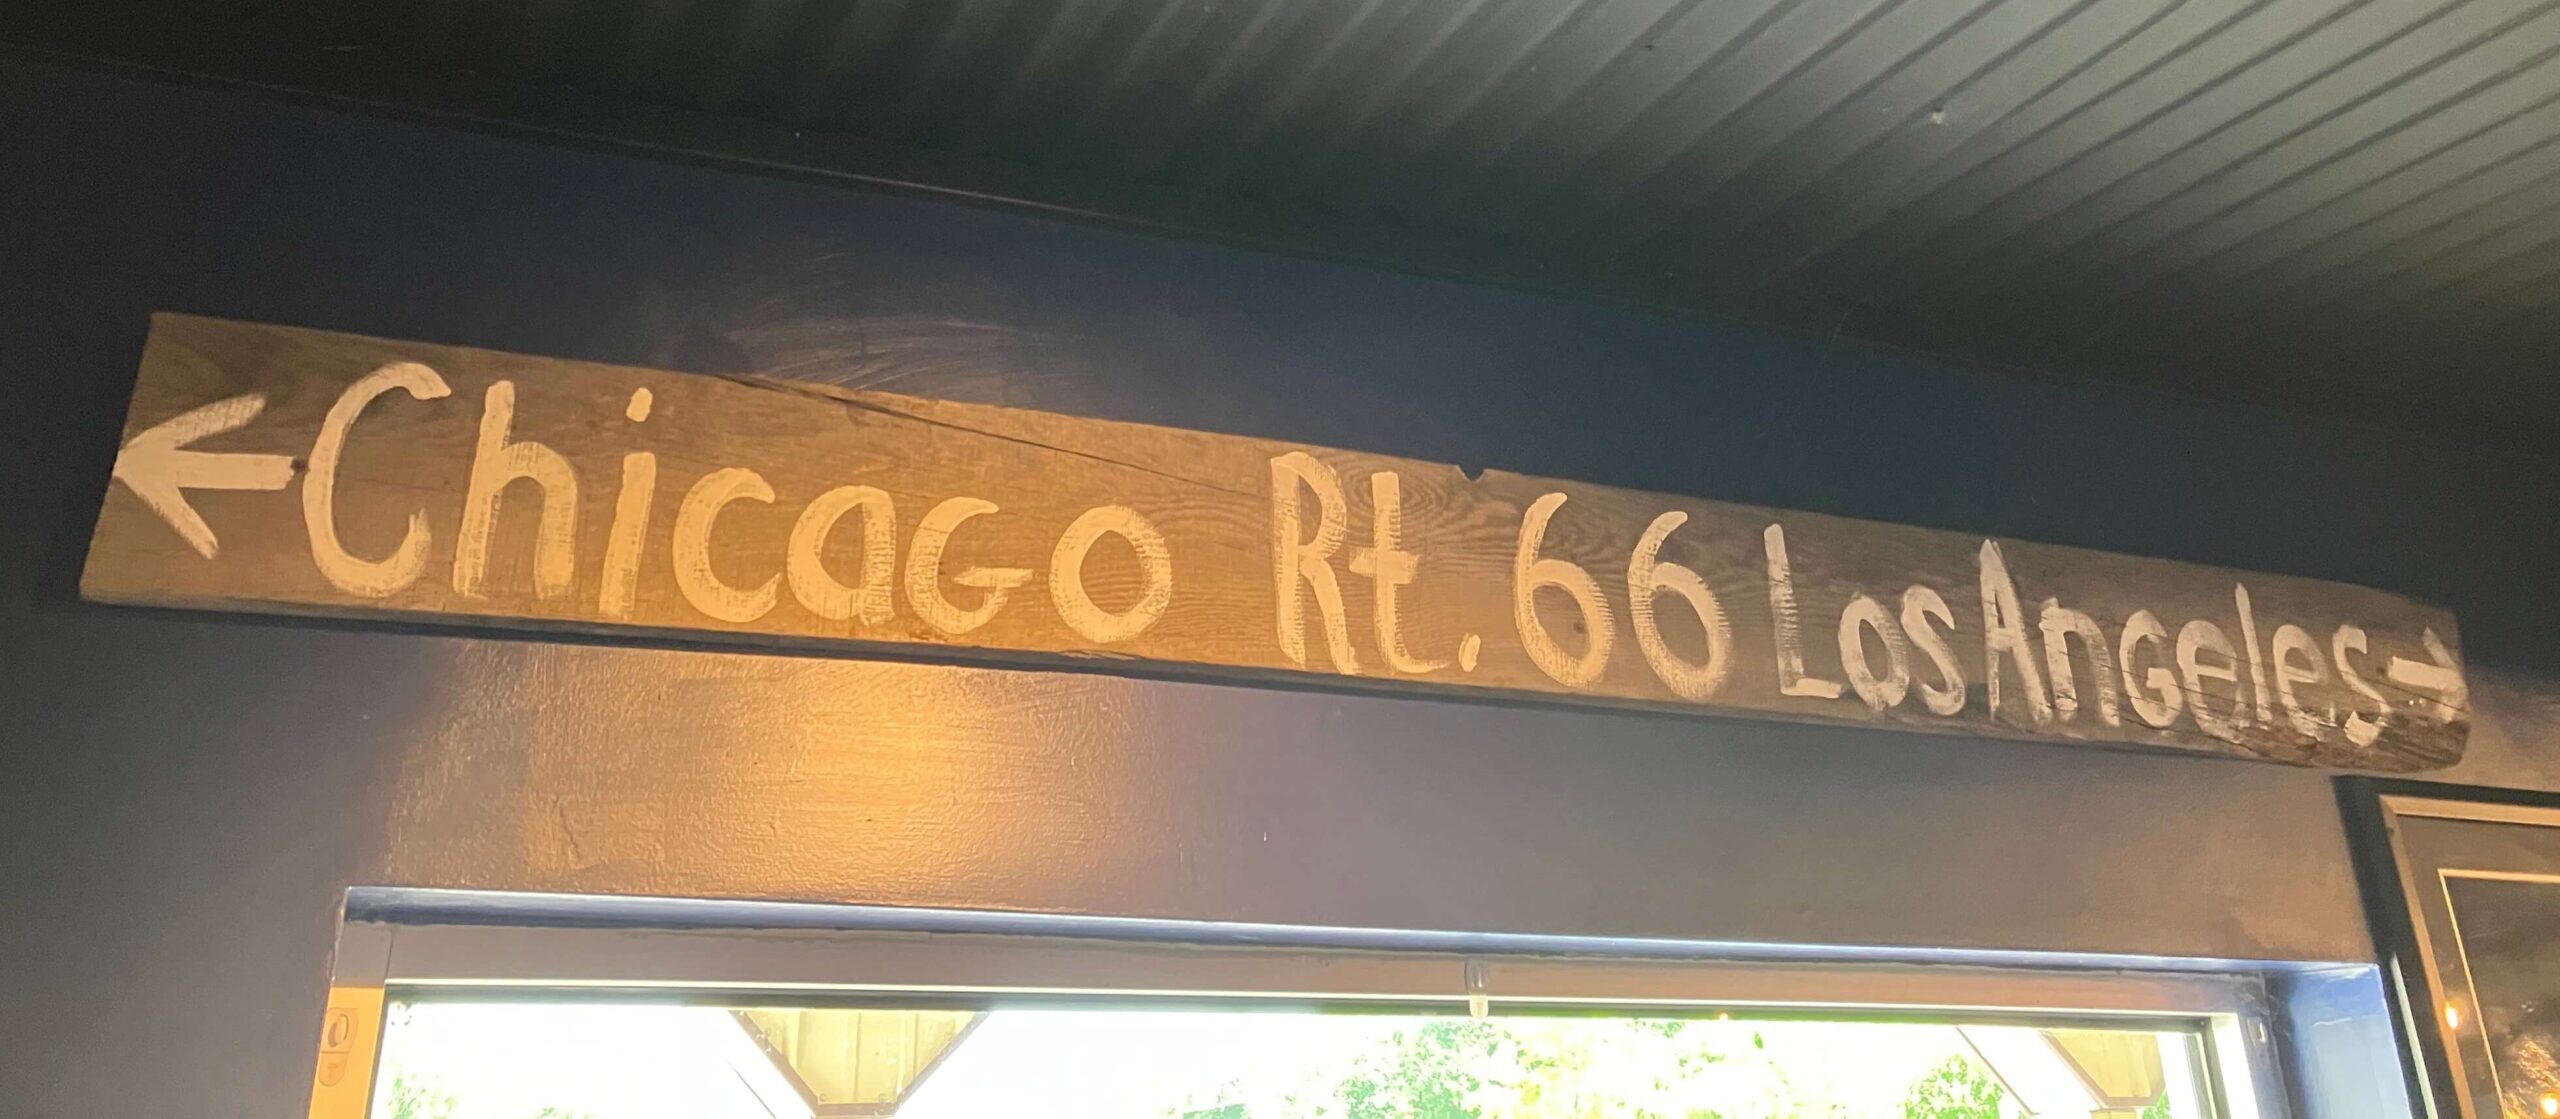 ← Chicago Rt. 66 Los Angeles →